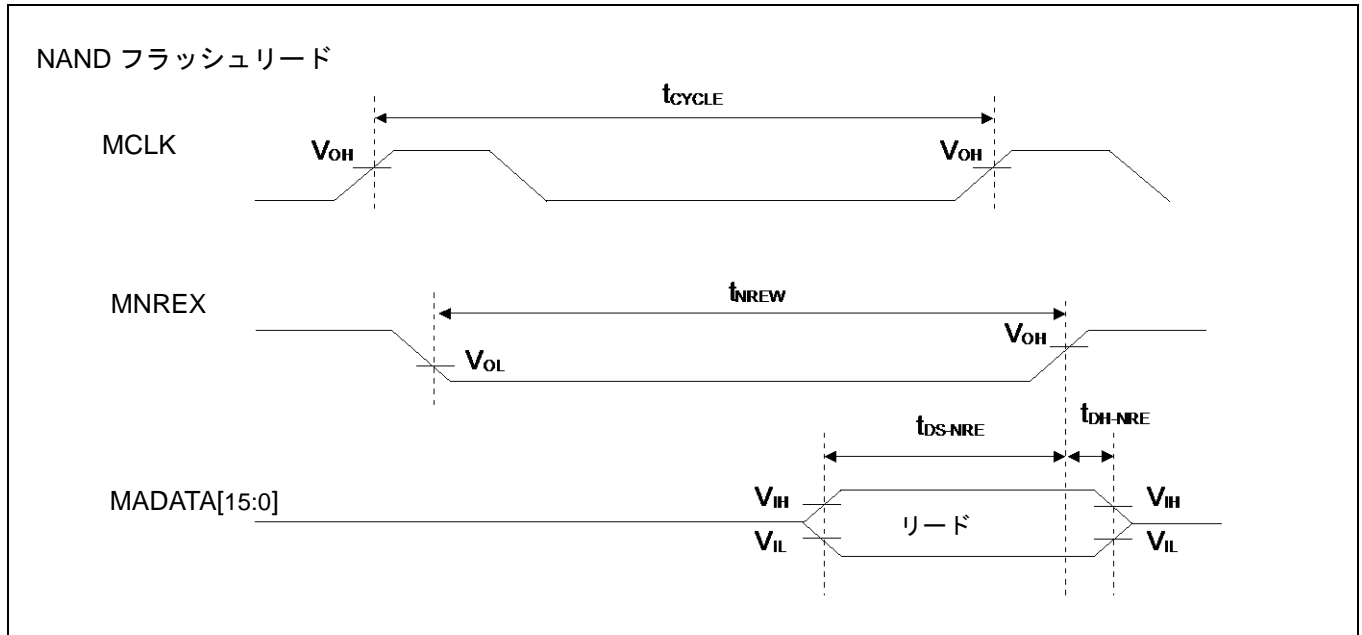 NAND フラッシュリード
tCYCLE
MCLK
VOH
VOH
tNREW
MNREX
VOH
VOL
tDH-NRE
tDS-NRE
MADATA[15:0]
VIH
VIH
リード
VIL
VIL